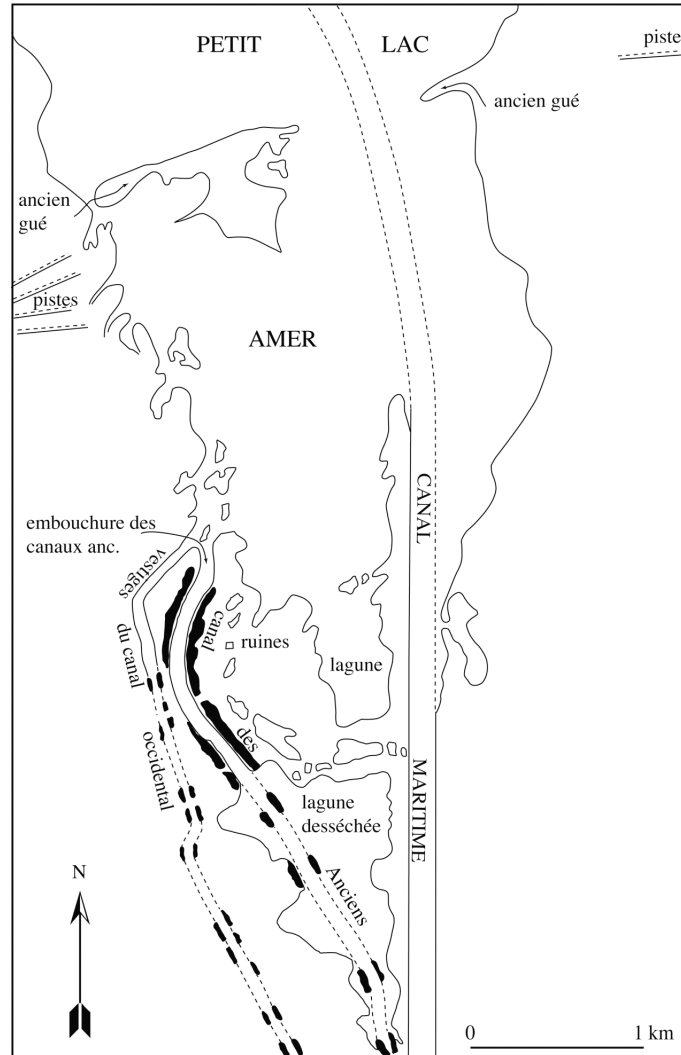 PETIT LAC
piste
ancien gué
ancien
gué
pistes
AMER
CANAL
embouchure des
canaux anc.
vestiges
canal
ruines
lagune
du canal
des
occidental
MARITIME
lagune
desséchée
Anciens
N
0 1 km